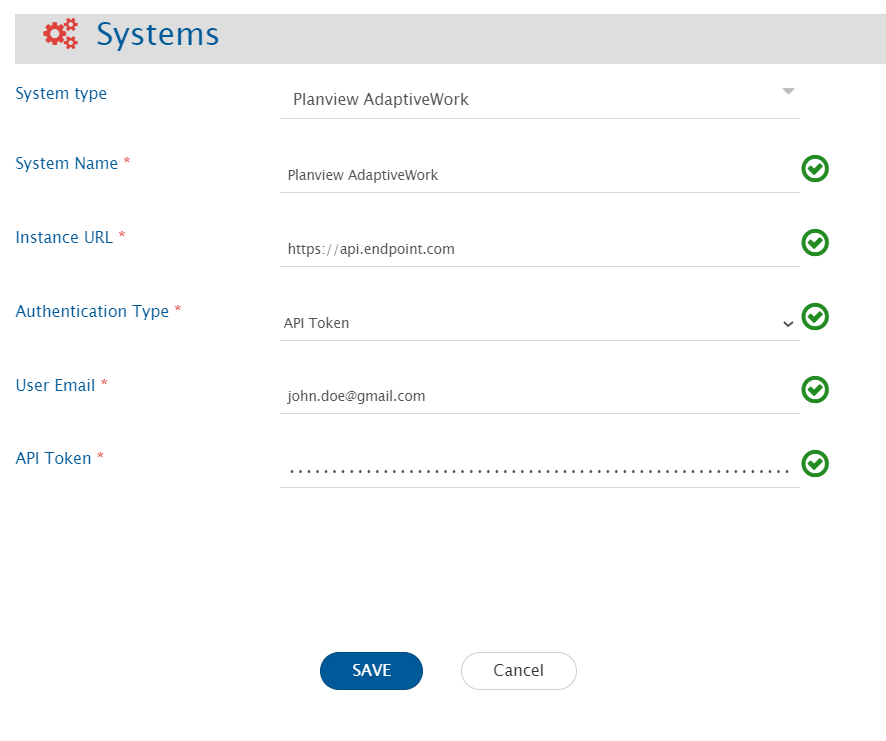 Systems
System type
Planview AdaptiveWork
System Name *
Planview AdaptiveWork
Instance URL *
https://api.endpoint.com
Authentication Type *
API Token
User Email *
john.doe@gmail.com
API Token *
SAVE
Cancel